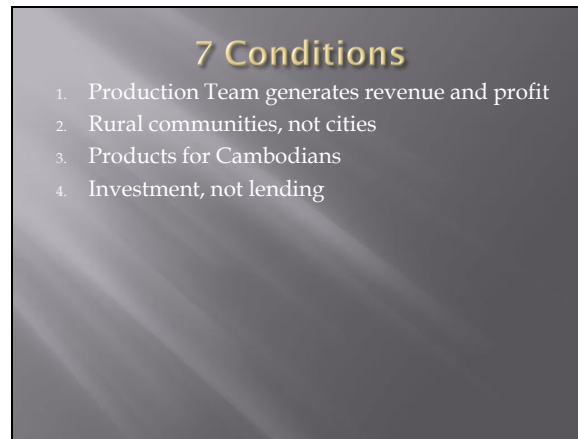 7 Conditions
1. Production Team generates revenue and profit
2. Rural communities, not cities
3. Products for Cambodians
4. Investment, not lending